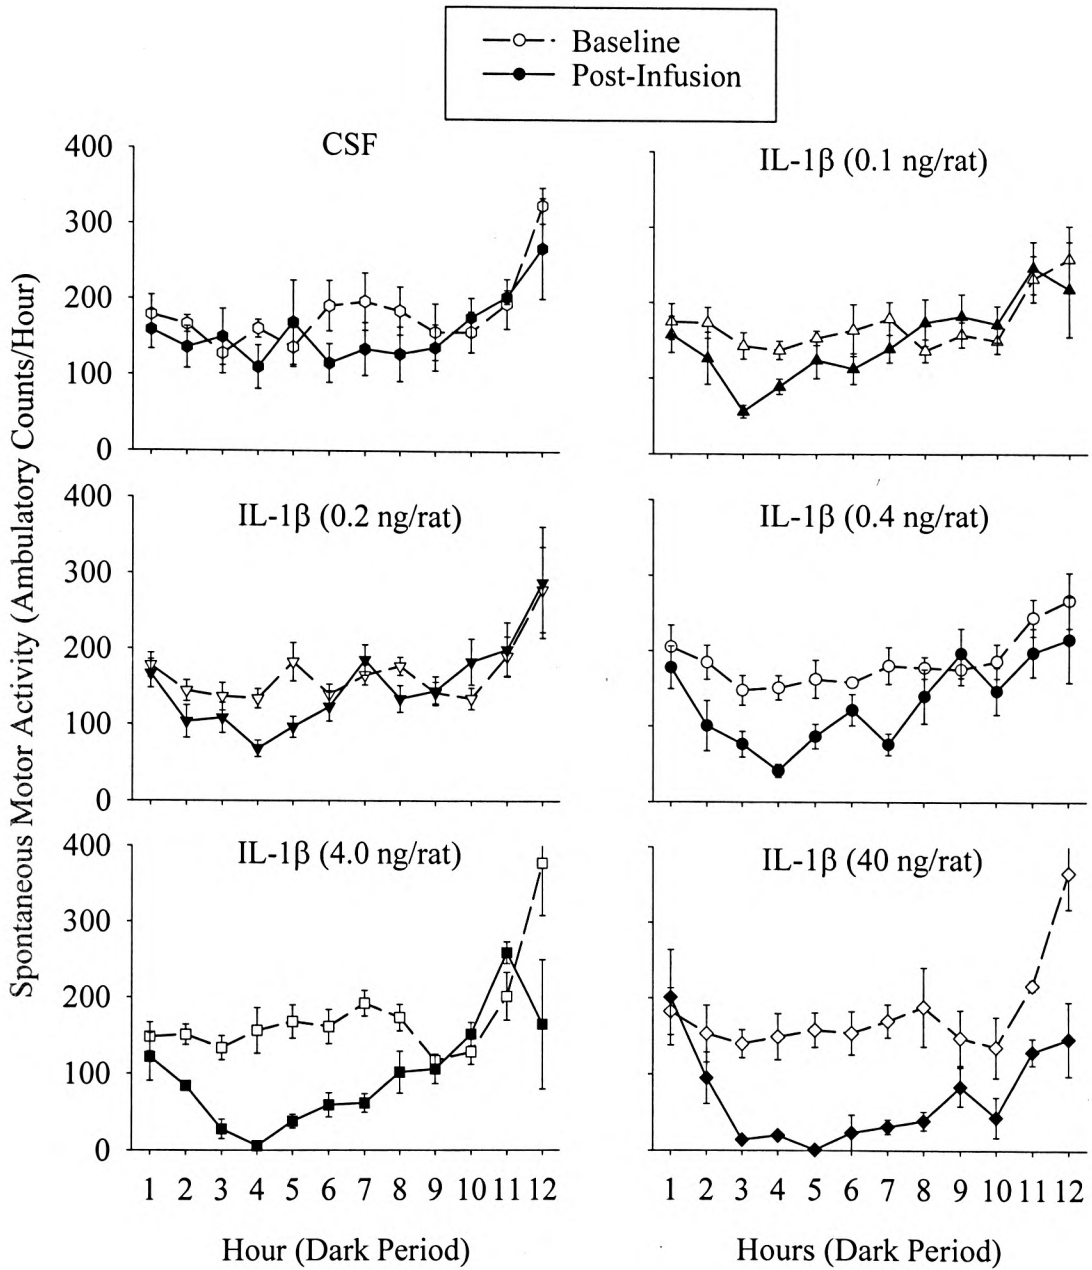 Baseline
Post-Infusion
CSF
IL-1β (0.1 ng/rat)
400
300
200
100
0
IL-1β (0.2 ng/rat)
IL-1β (0.4 ng/rat)
400
300
200
100
0
IL-1β (4.0 ng/rat)
IL-1β (40 ng/rat)
400
300
200
100
0
Spontaneous Motor Activity (Ambulatory Counts/Hour)
1 2 3 4 5 6 7 8 9 10 11 12
1 2 3 4 5 6 7 8 9 10 11 12
Hour (Dark Period)
Hours (Dark Period)